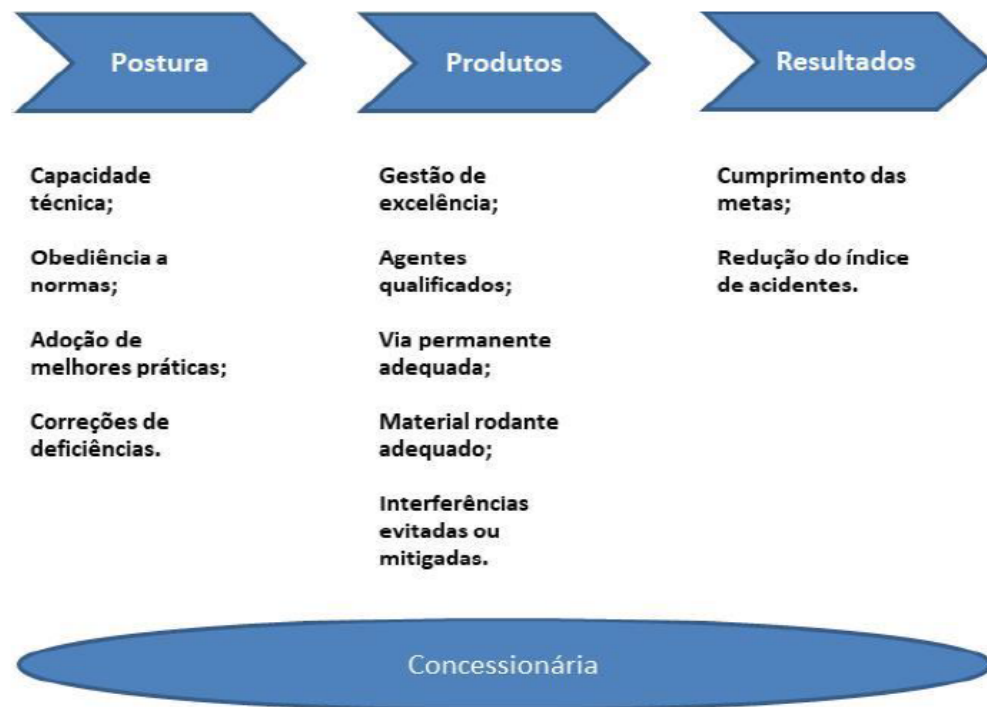 Postura
Capacidade
técnica;
Obediência a
normas;
Adoção de
melhores práticas;
Correções de
deficiências.
Produtos
Gestão de
excelência;
Agentes
qualificados;
Via permanente
adequada;
Material rodante
adequado;
Interferências
evitadas ou
mitigadas.
Resultados
Cumprimento das
metas;
Redução do índice
de acidentes.
Concessionária